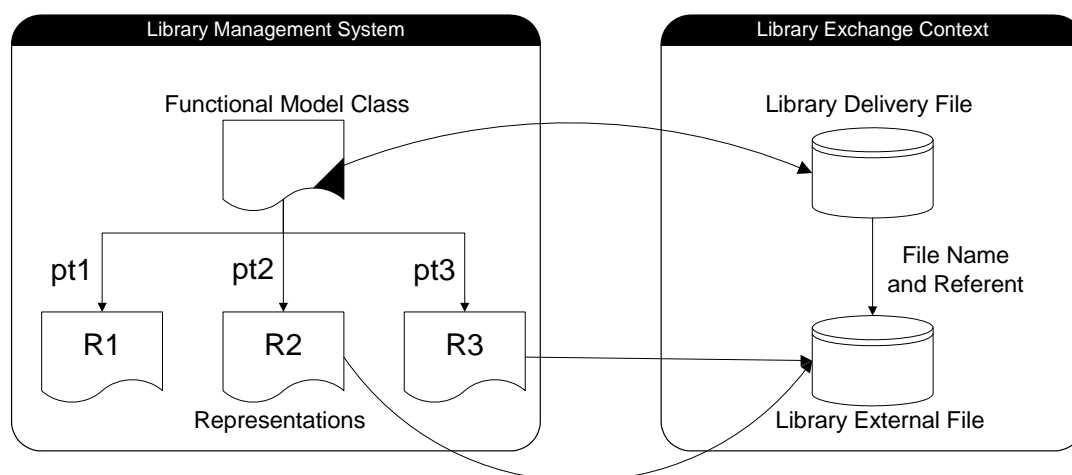 Library Management System
Functional Model Class
pt1
pt2
pt3
R1
R2
R3
Representations
Library Exchange Context
Library Delivery File
File Name
and Referent
Library External File